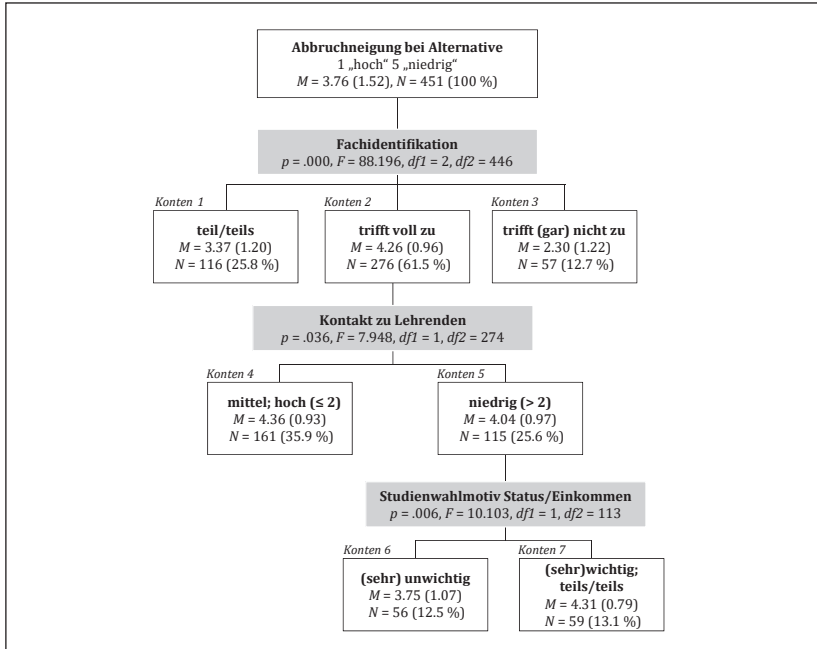 Abbruchneigung bei Alternative
1 „hoch“ 5 „niedrig“
M = 3.76 (1.52), N = 451 (100 %)
Fachidentifikation
p = .000, F = 88.196, df1 = 2, df2 = 446
Konten 1
teil/teils
M = 3.37 (1.20)
N = 116 (25.8 %)
Konten 2
trifft voll zu
M = 4.26 (0.96)
N = 276 (61.5 %)
Konten 3
trifft (gar) nicht zu
M = 2.30 (1.22)
N = 57 (12.7 %)
Kontakt zu Lehrenden
p = .036, F = 7.948, df1 = 1, df2 = 274
Konten 4
mittel; hoch (≤ 2)
M = 4.36 (0.93)
N = 161 (35.9 %)
Konten 5
niedrig (> 2)
M = 4.04 (0.97)
N = 115 (25.6 %)
Studienwahlmotiv Status/Einkommen
p = .006, F = 10.103, df1 = 1, df2 = 113
Konten 6
(sehr) unwichtig
M = 3.75 (1.07)
N = 56 (12.5 %)
Konten 7
(sehr)wichtig;
teils/teils
M = 4.31 (0.79)
N = 59 (13.1 %)